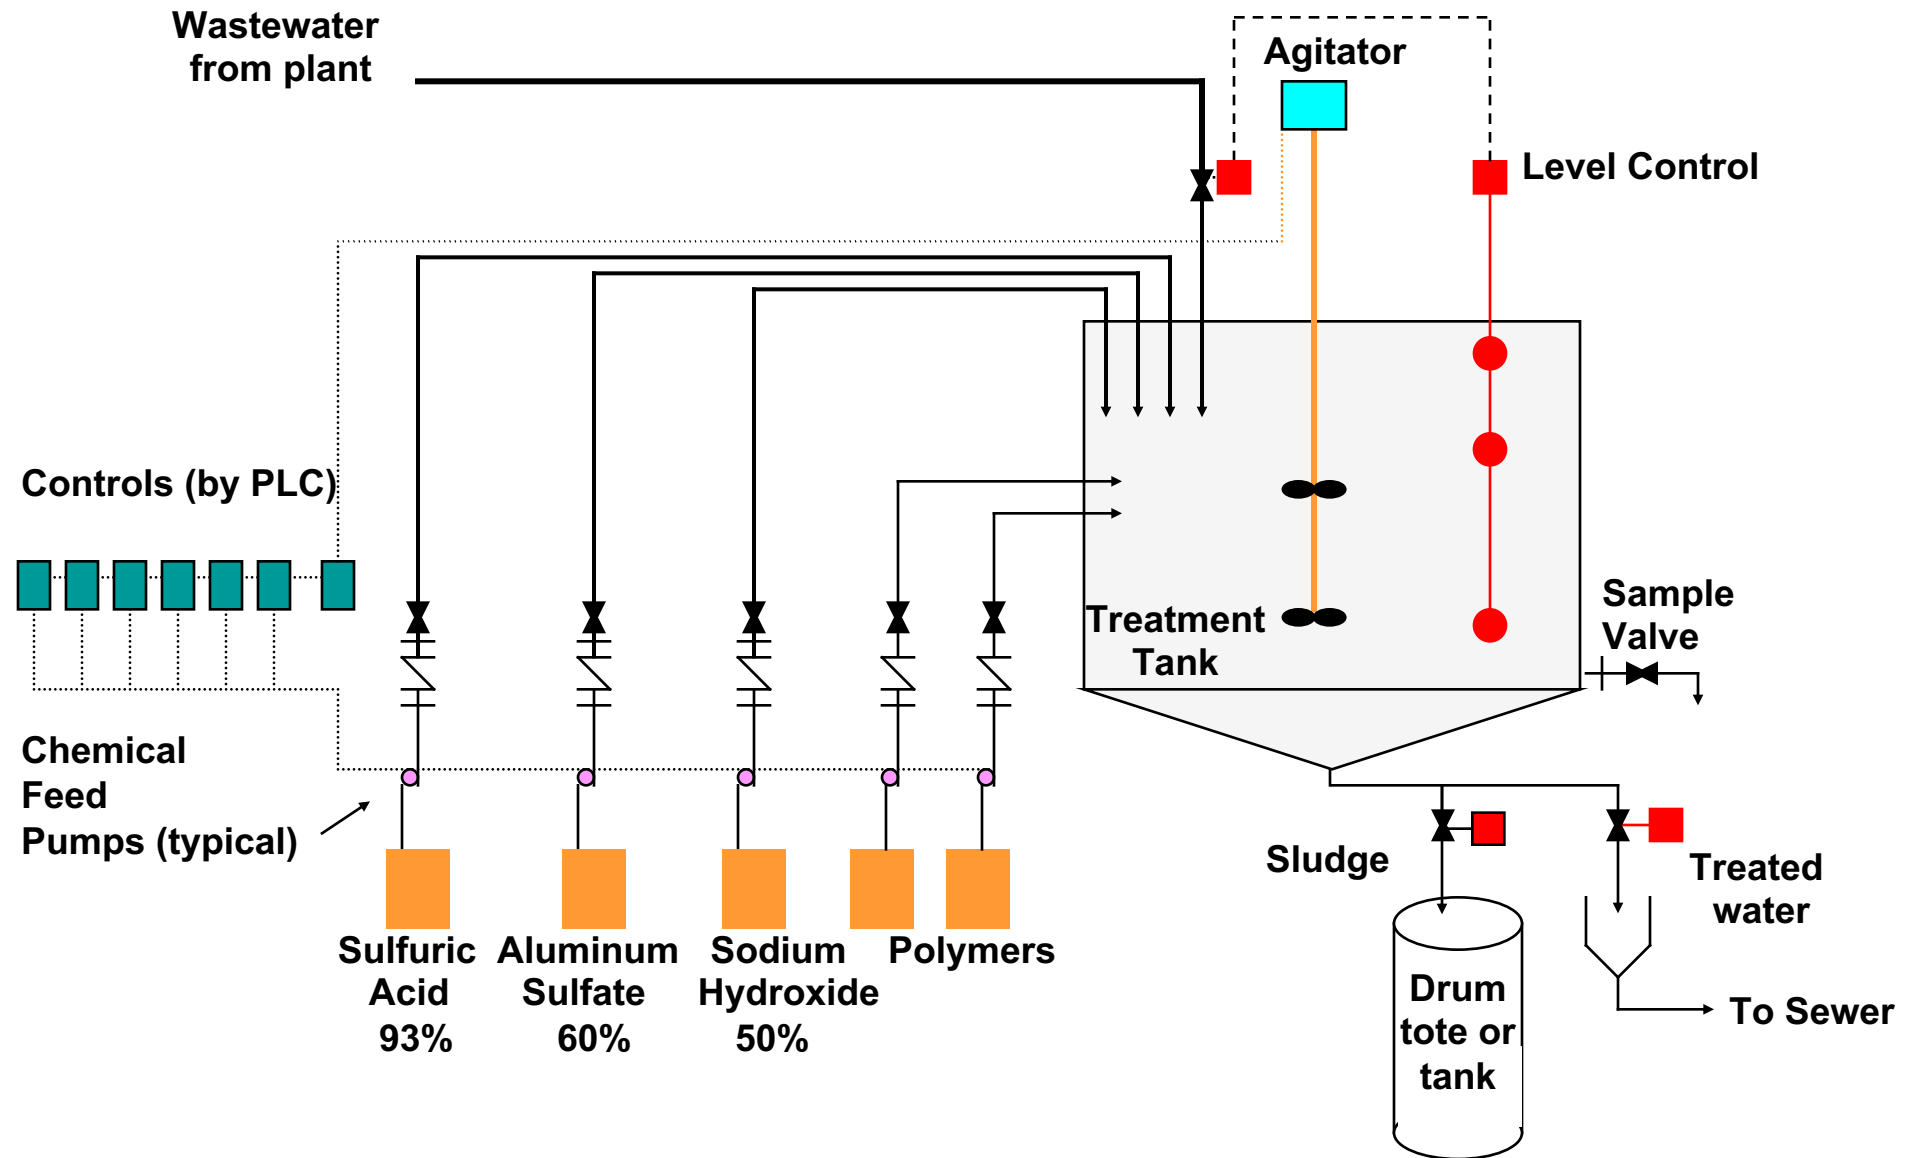 Wastewater
from plant
Agitator
Level Control
Controls (by PLC)
Treatment
Tank
Sample
Valve
Chemical
Feed
Pumps (typical)
Sludge
Treated
water
Sulfuric
Acid
93%
Aluminum
Sulfate
60%
Sodium
Hydroxide
50%
Polymers
Drum
tote or
tank
To Sewer